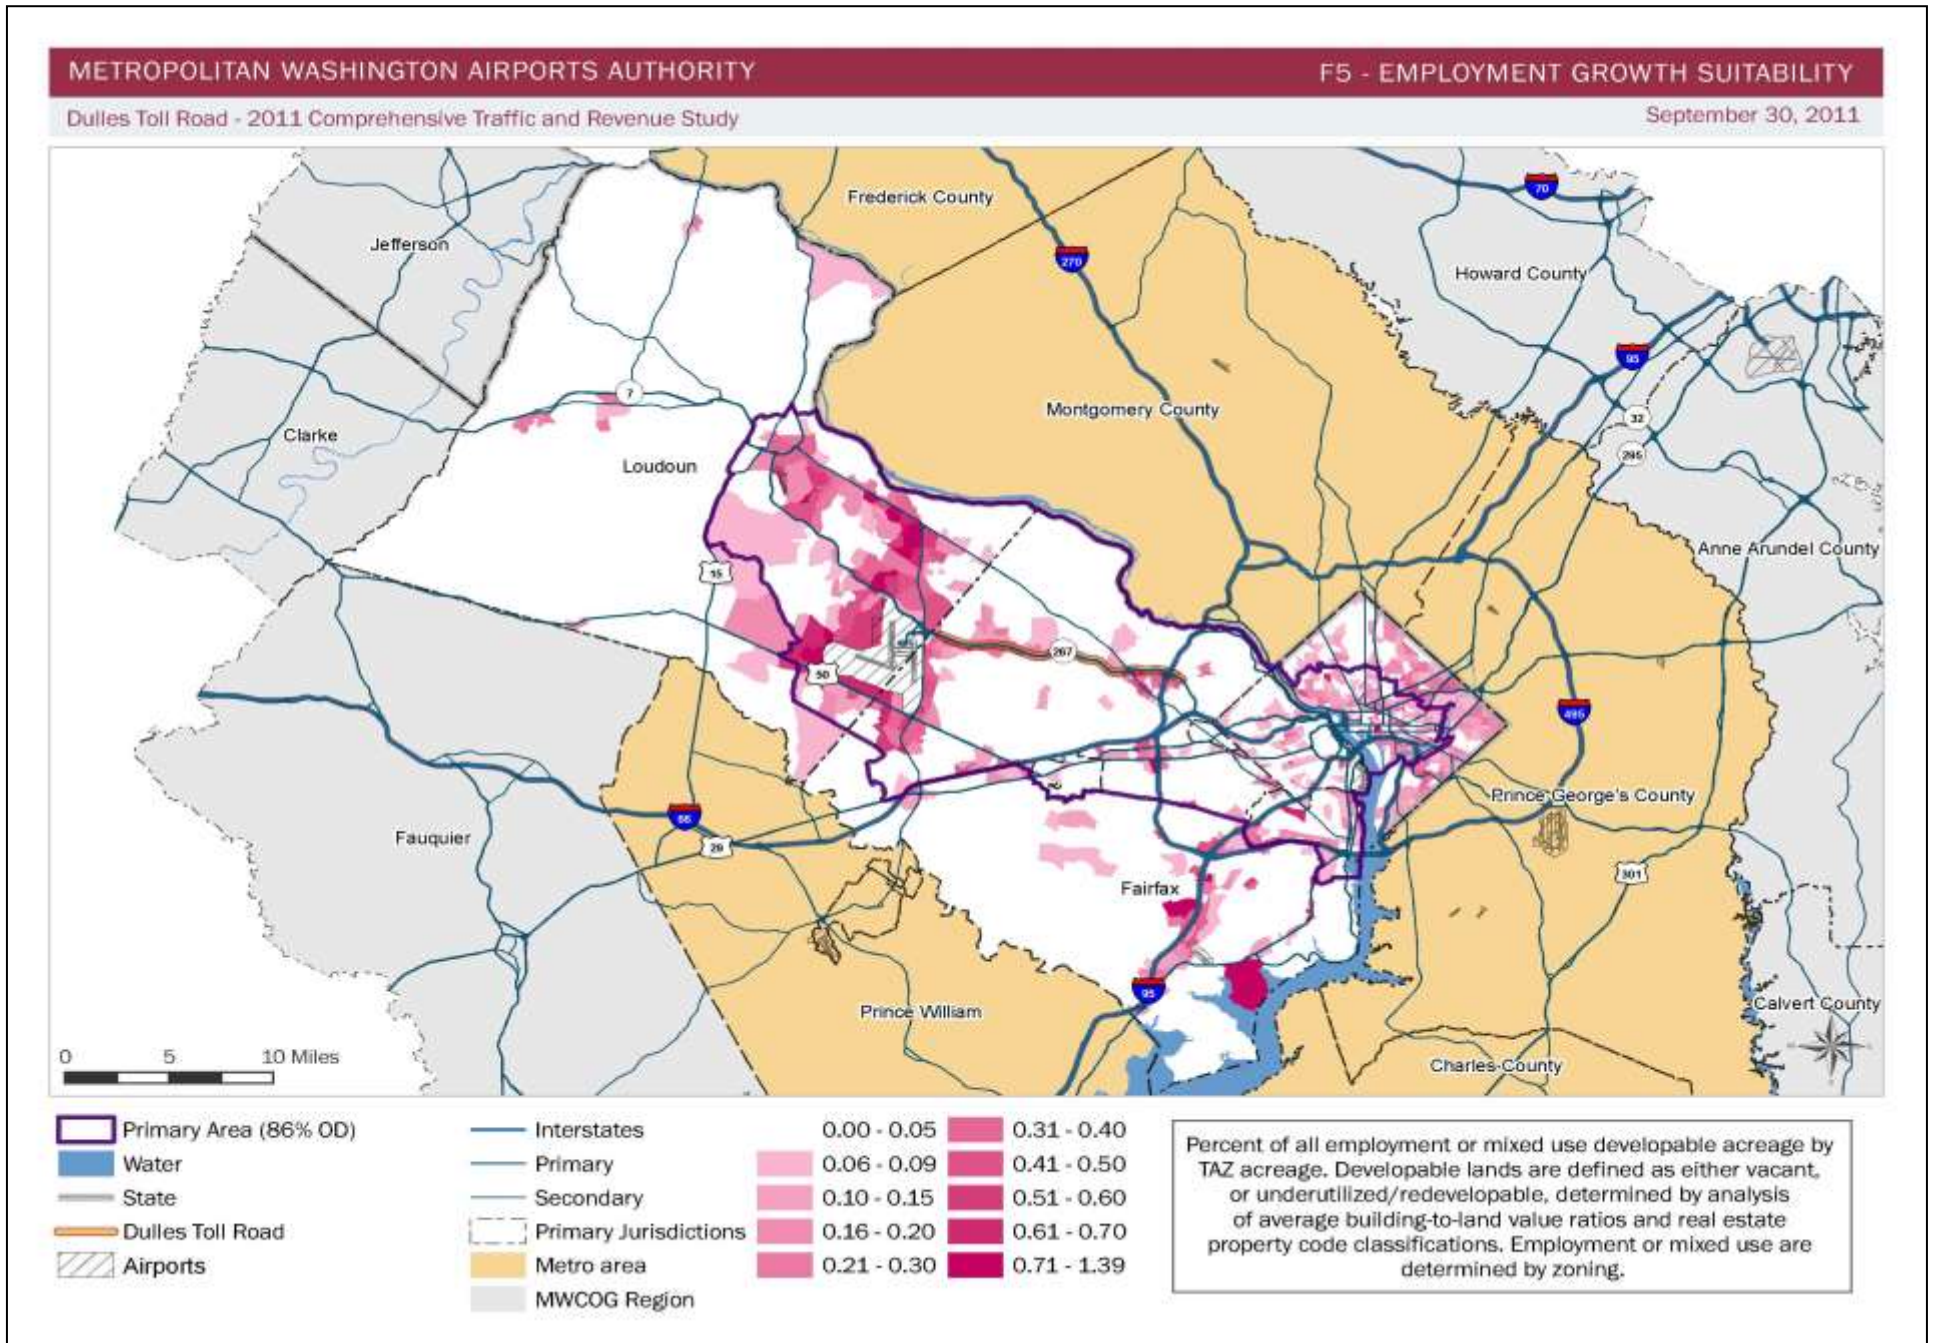 METROPOLITAN WASHINGTON AIRPORTS AUTHORITY
F5 - EMPLOYMENT GROWTH SUITABILITY
Dulles Toll Road - 2011 Comprehensive Traffic and Revenue Study
September 30, 2011
Frederick County
70
Jefferson
270
Howard County
95
7
32
Montgomery County
295
Clarke
Loudoun
Anne Arundel County
15
267
50
495
Prince George's County
66
Fauquier
29
301
Fairfax
95
Prince William
Calvert County
Charles County
0 5 10 Miles
Primary Area (86% OD)
Water
State
Dulles Toll Road
Airports
Interstates
Primary
Secondary
Primary Jurisdictions
Metro area
MWCOG Region
0.00 - 0.05
0.06 - 0.09
0.10 - 0.15
0.16 - 0.20
0.21 - 0.30
0.31 - 0.40
0.41 - 0.50
0.51 - 0.60
0.61 - 0.70
0.71 - 1.39
Percent of all employment or mixed use developable acreage by
TAZ acreage. Developable lands are defined as either vacant,
or underutilized/redevelopable, determined by analysis
of average building-to-land value ratios and real estate
property code classifications. Employment or mixed use are
determined by zoning.